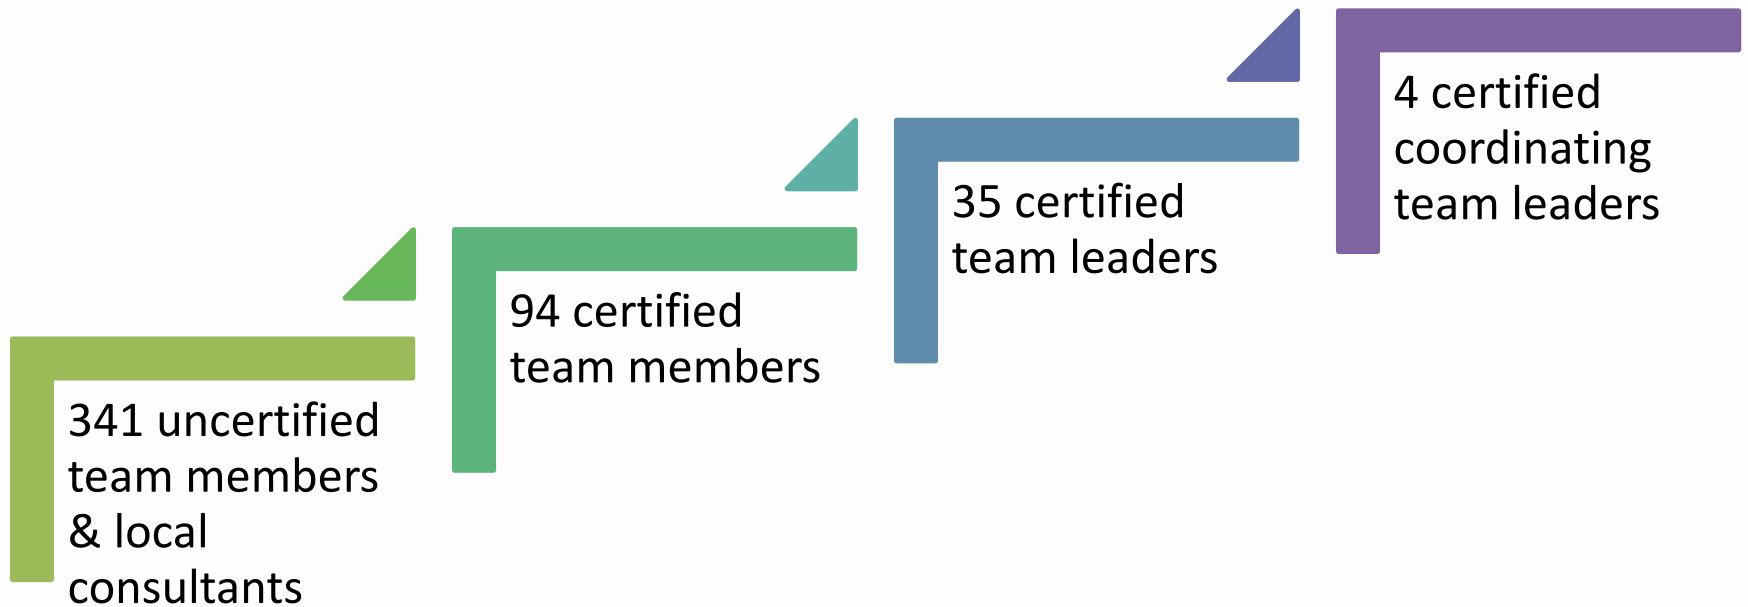 341 uncertified
team members
& local
consultants
94 certified
team members
35 certified
team leaders
4 certified
coordinating
team leaders